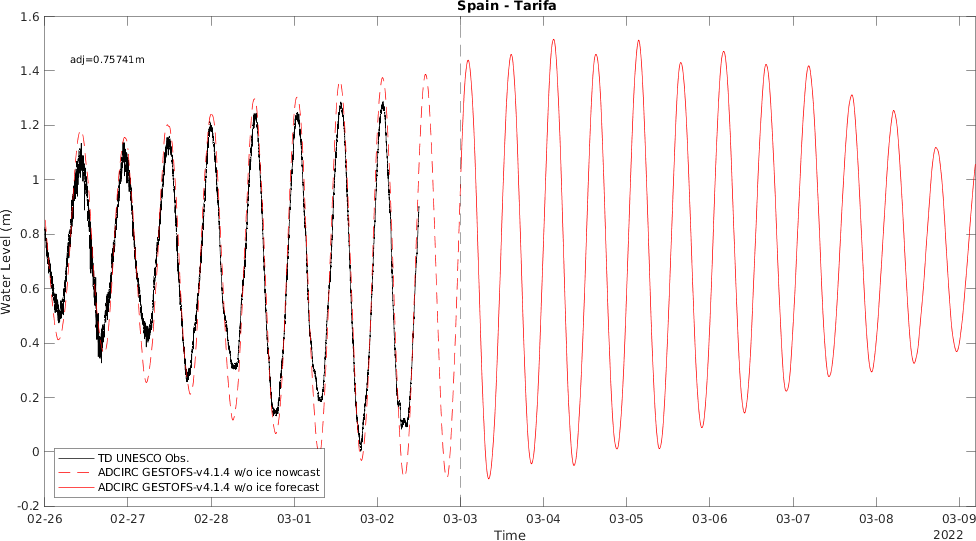 Spain - Tarifa
adj=0.75741m
Water Level (m)
1.6
1.4
1.2
1
0.8
0.6
0.4
0.2
0
-0.2
TD UNESCO Obs.
ADCIRC GESTOFS-v4.1.4 w/o ice nowcast
ADCIRC GESTOFS-v4.1.4 w/o ice forecast
02-26 02-27 02-28 03-01 03-02 03-03 03-04 03-05 03-06 03-07 03-08 03-09
Time 2022